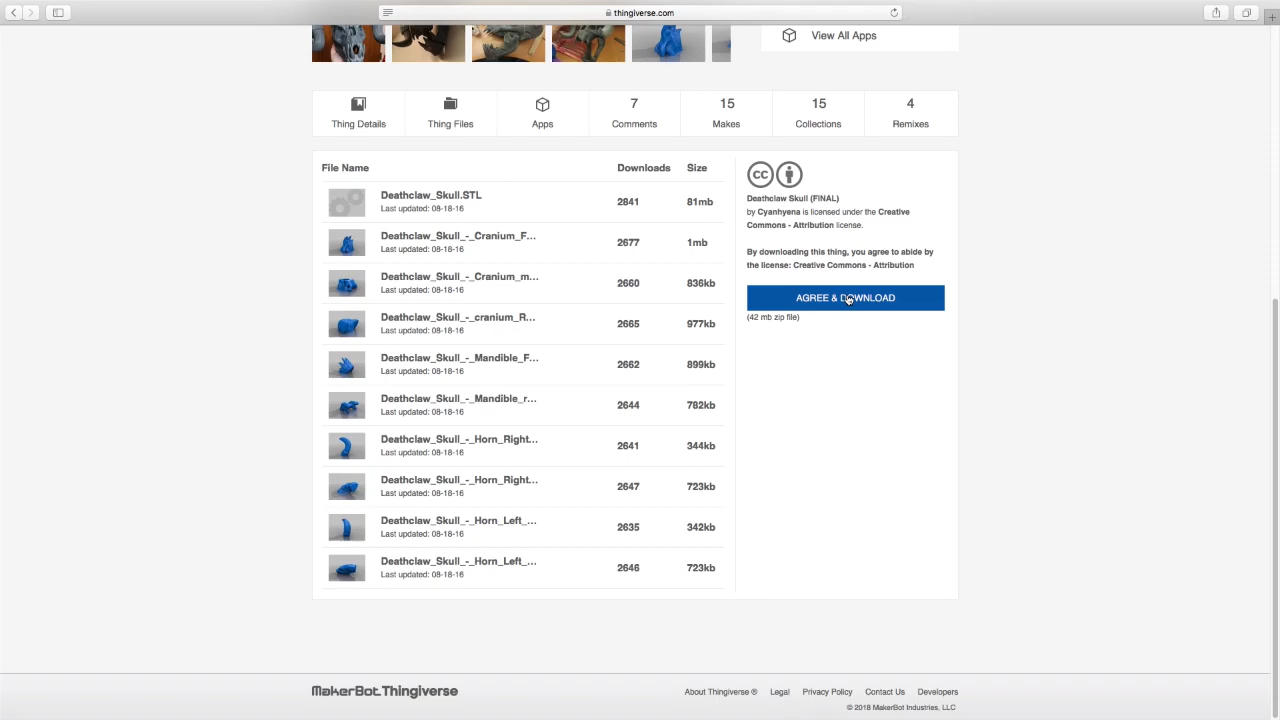 thingiverse.com
View All Apps
Thing Details
Thing Files
Apps
7
Comments
15
Makes
15
Collections
4
Remixes
File Name Downloads Size
Deathclaw_Skull.STL
Last updated: 08-18-16
2841 81mb
Deathclaw_Skull_-_Cranium_F...
Last updated: 08-18-16
2677 1mb
Deathclaw_Skull_-_Cranium_m...
Last updated: 08-18-16
2660 836kb
Deathclaw_Skull_-_cranium_R...
Last updated: 08-18-16
2665 977kb
Deathclaw_Skull_-_Mandible_F...
Last updated: 08-18-16
2662 899kb
Deathclaw_Skull_-_Mandible_r...
Last updated: 08-18-16
2644 782kb
Deathclaw_Skull_-_Horn_Right...
Last updated: 08-18-16
2641 344kb
Deathclaw_Skull_-_Horn_Right...
Last updated: 08-18-16
2647 723kb
Deathclaw_Skull_-_Horn_Left_...
Last updated: 08-18-16
2635 342kb
Deathclaw_Skull_-_Horn_Left_...
Last updated: 08-18-16
2646 723kb
cc
Deathclaw Skull (FINAL)
by Cyanhyena is licensed under the Creative
Commons - Attribution license.
By downloading this thing, you agree to abide by
the license: Creative Commons - Attribution
AGREE & DOWNLOAD
(42 mb zip file)
MakerBot.Thingiverse
About Thingiverse ® Legal Privacy Policy Contact Us Developers
© 2018 MakerBot Industries, LLC